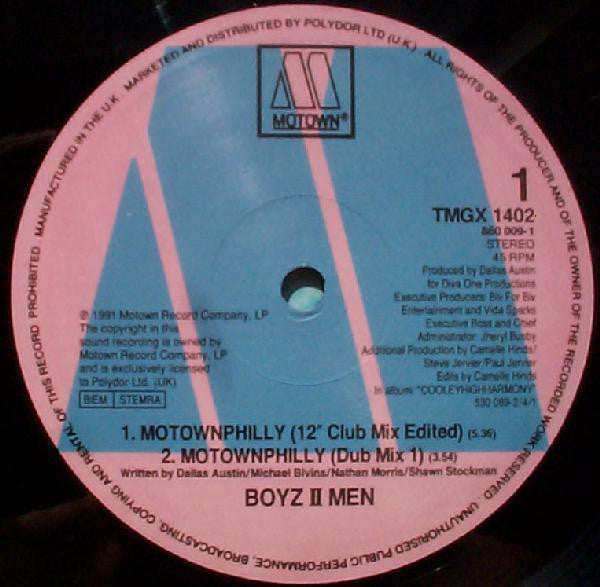 MANUFACTURED IN THE U.K. MARKETED AND DISTRIBUTED BY POLYDOR LTD (U.K.) · ALL RIGHTS OF THE PRODUCER AND OF THE OWNER OF THE RECORDED WORK RESERVED · UNAUTHORISED PUBLIC PERFORMANCE, BROADCASTING, COPYING AND RENTAL OF THIS RECORD PROHIBITED ·
MOTOWN®
1
TMGX 1402
860 009-1
STEREO
45 RPM
Produced by Dallas Austin
for Diva One Productions
Executive Producers: Biv For Biv
Entertainment and Vida Sparks
Executive Boss and Chief
Administrator: Jheryl Busby
Additional Production by Camelle Hinds/
Steve Jervier/Paul Jervier
Edits by Camelle Hinds
In album: "COOLEYHIGHHARMONY"
530 089-2/4/1
℗ 1991 Motown Record Company, LP
The copyright in this
sound recording is owned by
Motown Record Company, LP
and is exclusively licensed
to Polydor Ltd. (UK)
BIEM STEMRA
1. MOTOWNPHILLY (12" Club Mix Edited) (5.36)
2. MOTOWNPHILLY (Dub Mix 1) (3.54)
Written by Dallas Austin/Michael Bivins/Nathan Morris/Shawn Stockman
BOYZ II MEN